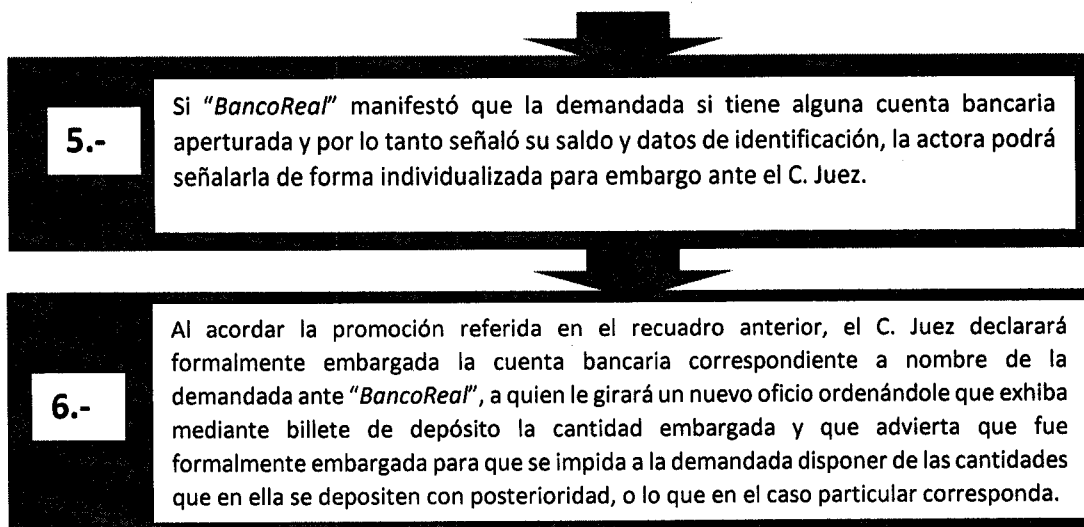 5.-
Si "BancoReal" manifestó que la demandada si tiene alguna cuenta bancaria
aperturada y por lo tanto señaló su saldo y datos de identificación, la actora podrá
señalarla de forma individualizada para embargo ante el C. Juez.
6.-
Al acordar la promoción referida en el recuadro anterior, el C. Juez declarará
formalmente embargada la cuenta bancaria correspondiente a nombre de la
demandada ante "BancoReal", a quien le girará un nuevo oficio ordenándole que exhiba
mediante billete de depósito la cantidad embargada y que advierta que fue
formalmente embargada para que se impida a la demandada disponer de las cantidades
que en ella se depositen con posterioridad, o lo que en el caso particular corresponda.